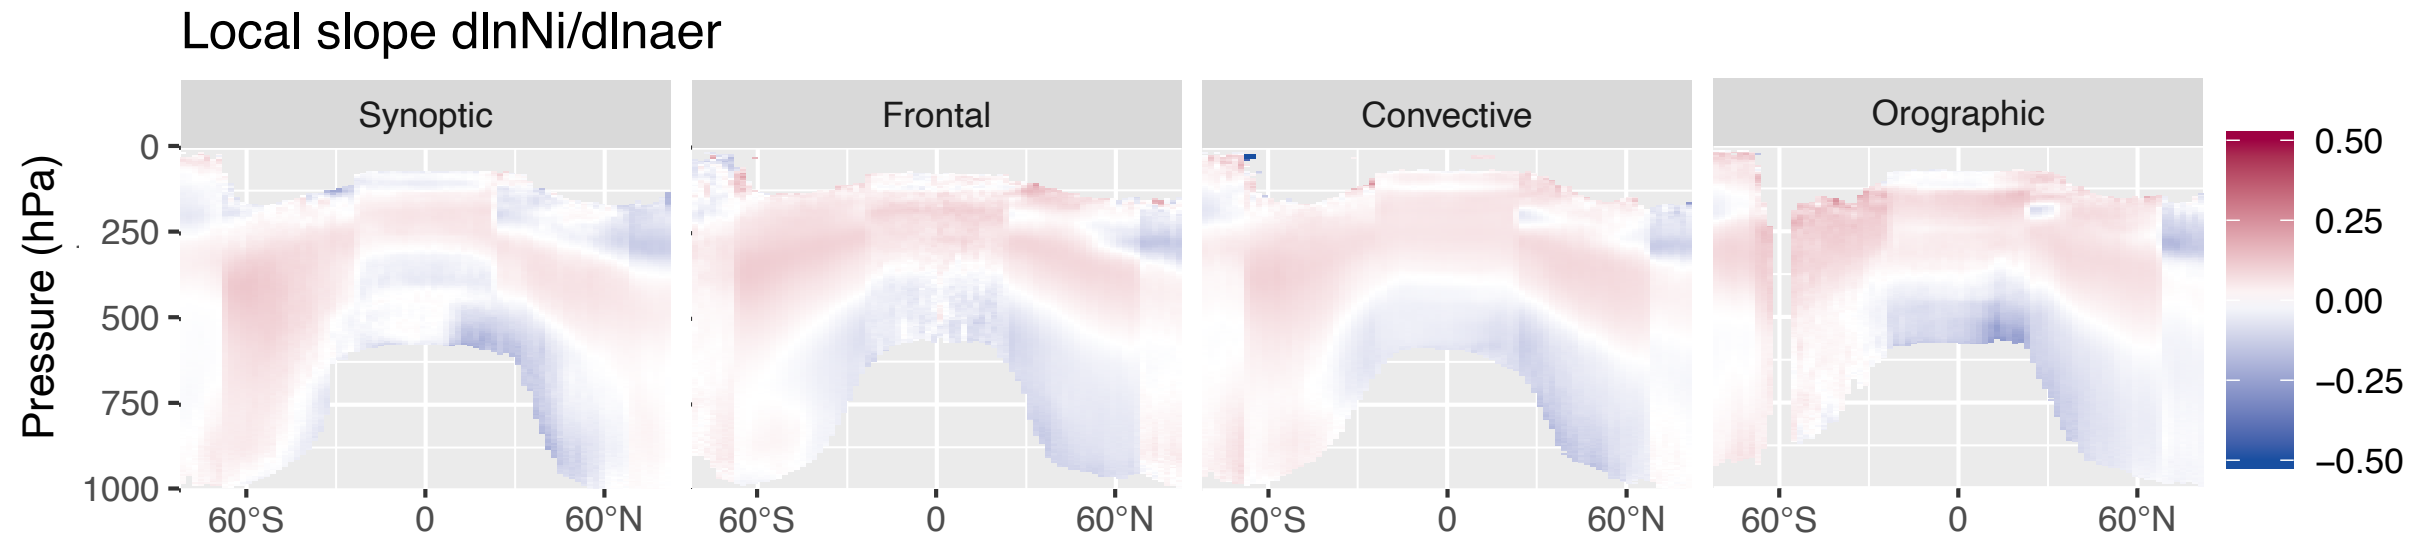 Local slope dlnNi/dlnaer
Synoptic
Frontal
Convective
Orographic
Pressure (hPa)
0
250
500
750
1000
60°S
0
60°N
60°S
0
60°N
60°S
0
60°N
60°S
0
60°N
0.50
0.25
0.00
−0.25
−0.50